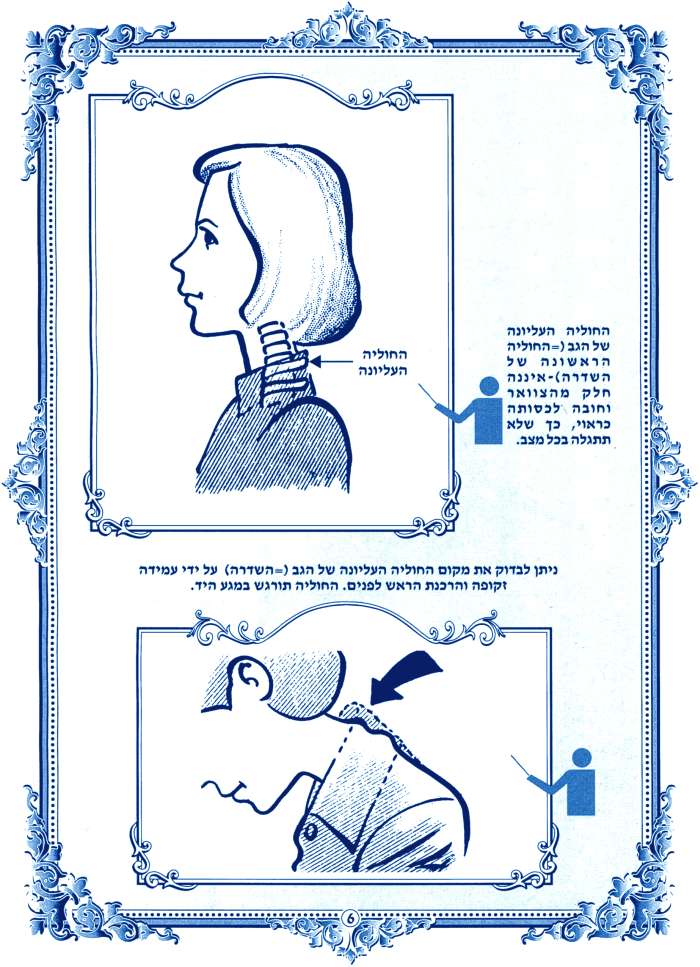 החוליה העליונה
של הגב (=החוליה
הראשונה של
השדרה)-איננה
חלק מהצוואר
וחובה לכסותה
כראוי, כך שלא
תתגלה בכל מצב.
החוליה
העליונה
ניתן לבדוק את מקום החוליה העליונה של הגב (=השדרה) על ידי עמידה
זקופה והרכנת הראש לפנים. החוליה תורגש במגע היד.
6